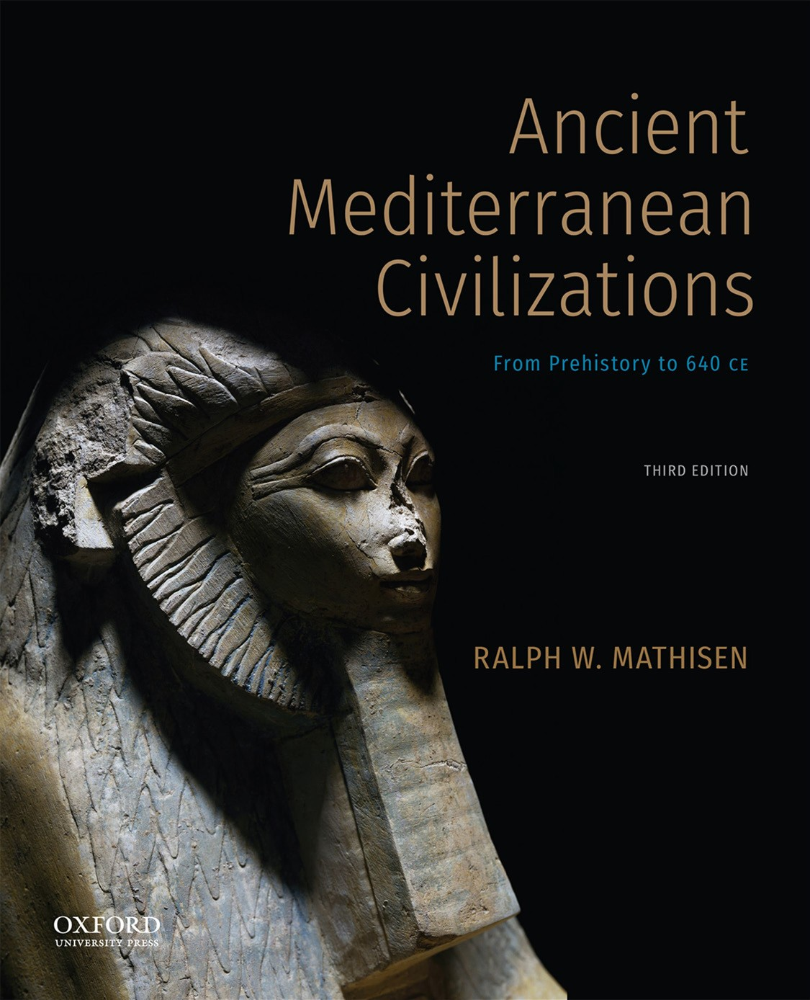 Ancient
Mediterranean
Civilizations
From Prehistory to 640 CE
THIRD EDITION
RALPH W. MATHISEN
OXFORD
UNIVERSITY PRESS